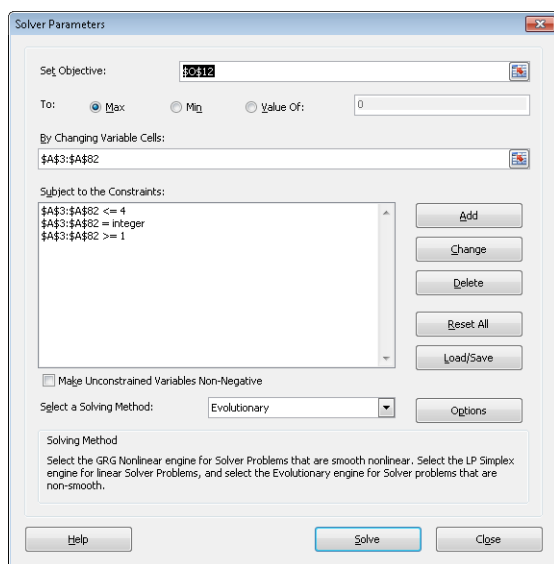 Solver Parameters
Set Objective:
$O$12
To:
Max
Min
Value Of:
0
By Changing Variable Cells:
$A$3:$A$82
Subject to the Constraints:
$A$3:$A$82 <= 4
$A$3:$A$82 = integer
$A$3:$A$82 >= 1
Add
Change
Delete
Reset All
Load/Save
Make Unconstrained Variables Non-Negative
Select a Solving Method:
Evolutionary
Options
Solving Method
Select the GRG Nonlinear engine for Solver Problems that are smooth nonlinear. Select the LP Simplex
engine for linear Solver Problems, and select the Evolutionary engine for Solver problems that are
non-smooth.
Help
Solve
Close